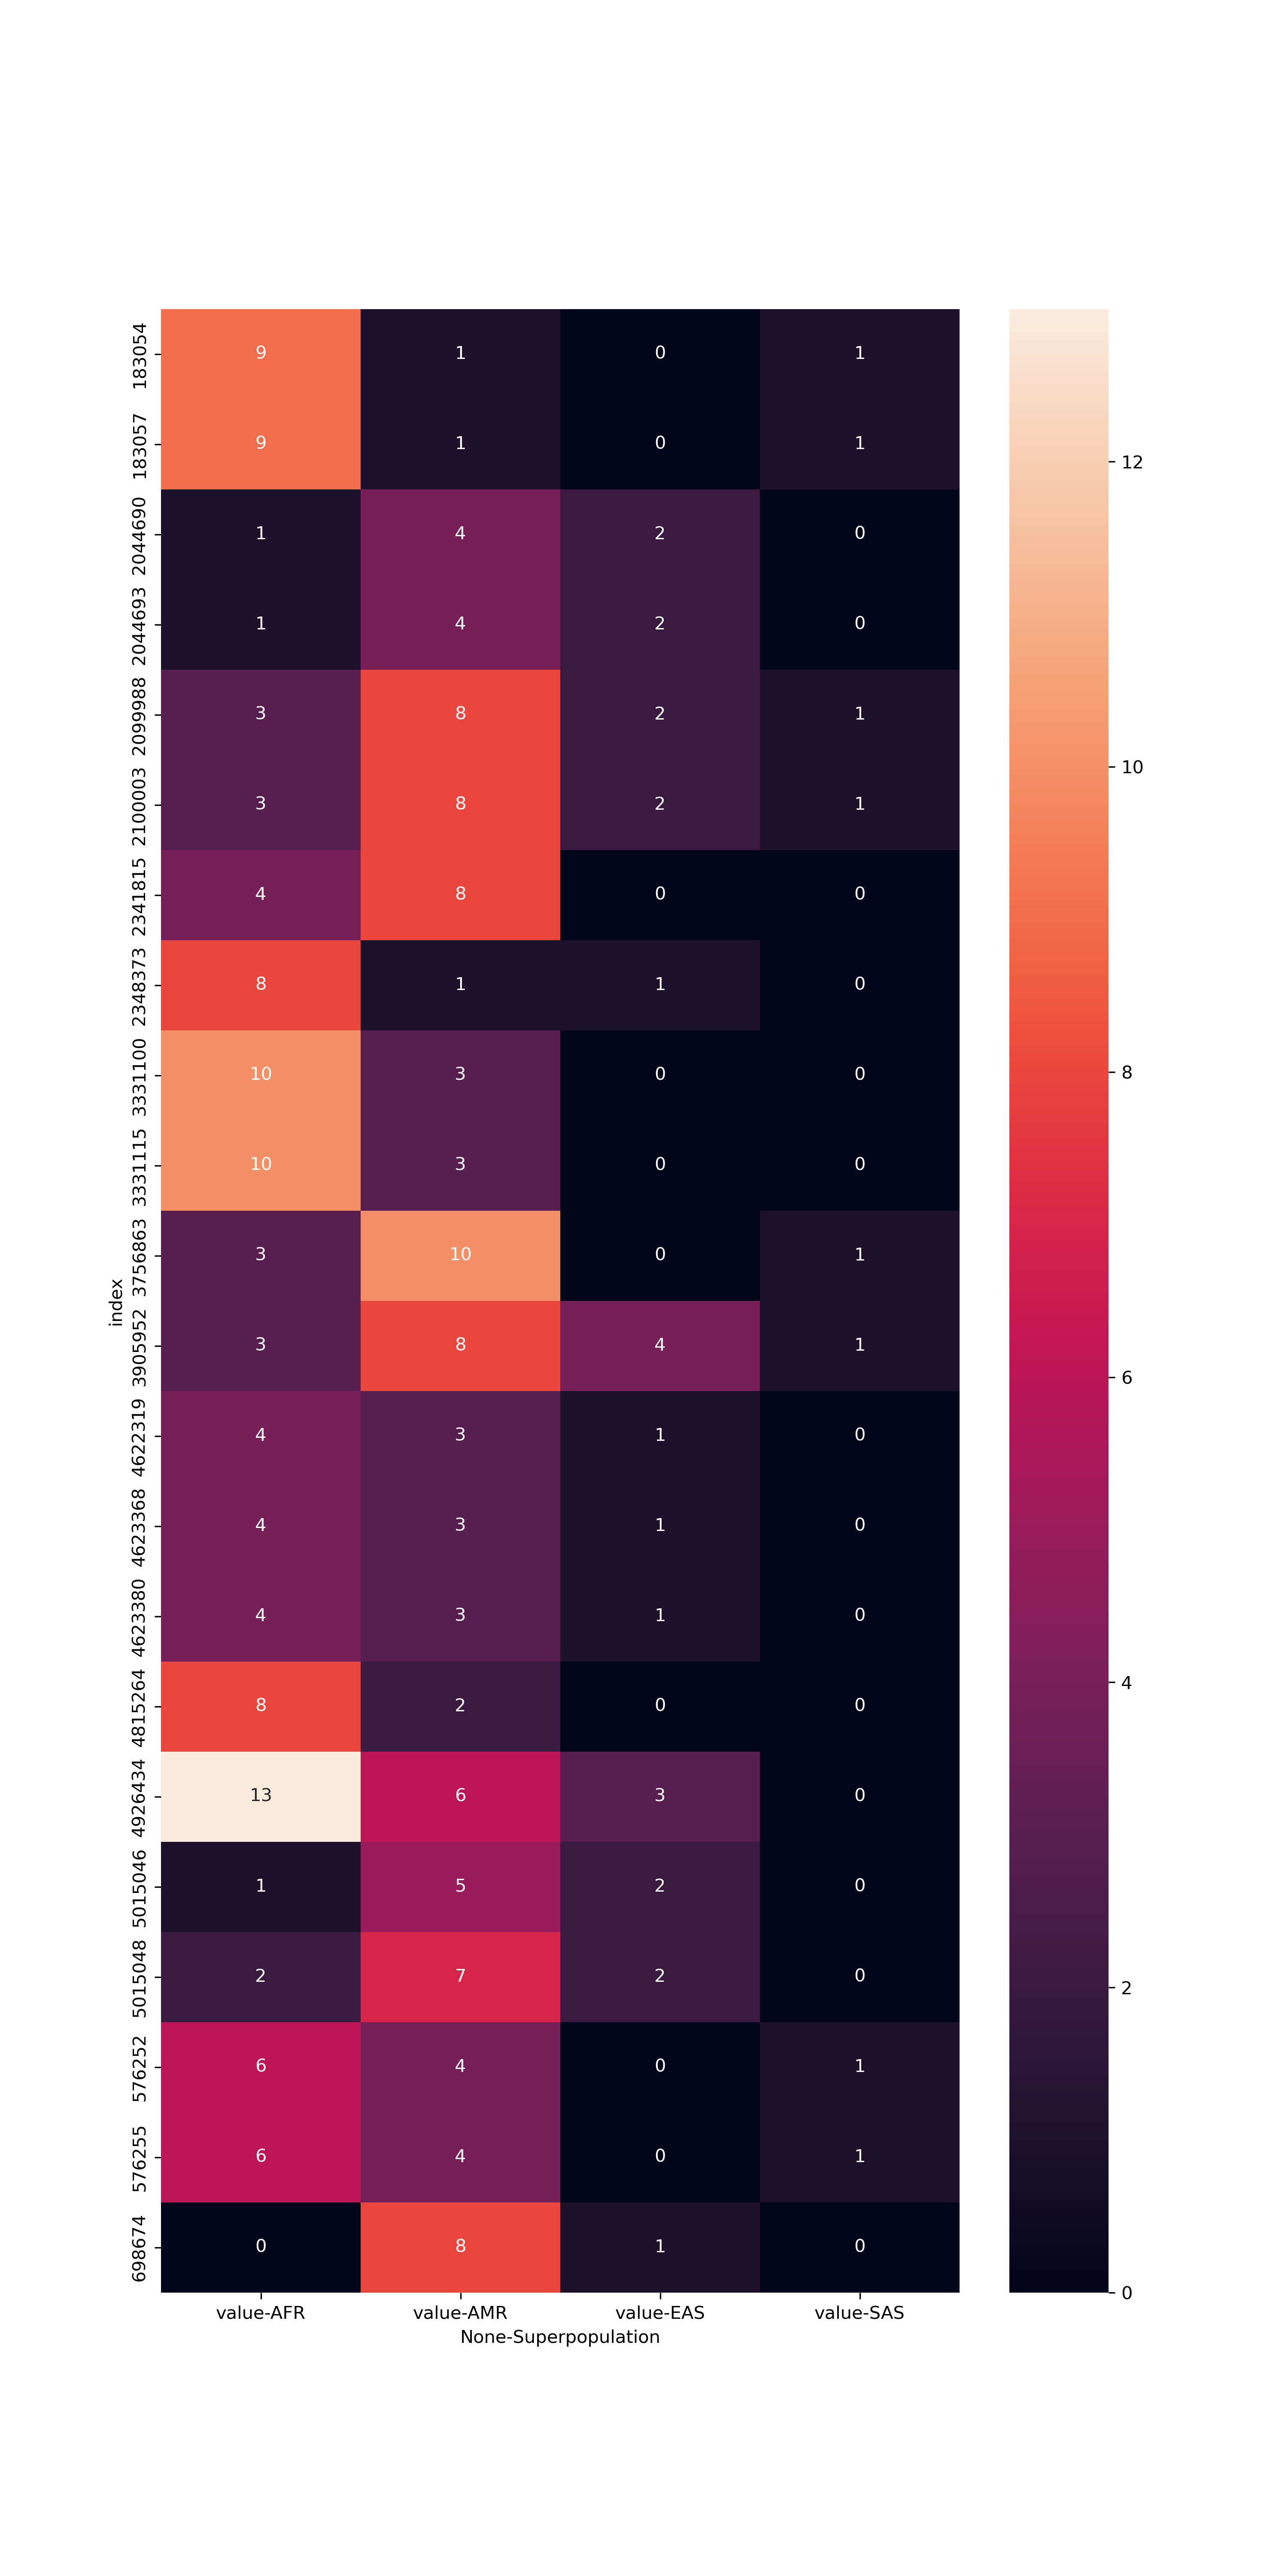 183054 9 1 0 1
183057 9 1 0 1
2044690 1 4 2 0
2044693 1 4 2 0
2099988 3 8 2 1
2100003 3 8 2 1
2341815 4 8 0 0
2348373 8 1 1 0
3331100 10 3 0 0
3331115 10 3 0 0
3756863 3 10 0 1
3905952 3 8 4 1
4622319 4 3 1 0
4623368 4 3 1 0
4623380 4 3 1 0
4815264 8 2 0 0
4926434 13 6 3 0
5015046 1 5 2 0
5015048 2 7 2 0
576252 6 4 0 1
576255 6 4 0 1
698674 0 8 1 0
index
value-AFR value-AMR value-EAS value-SAS
None-Superpopulation
12
10
8
6
4
2
0